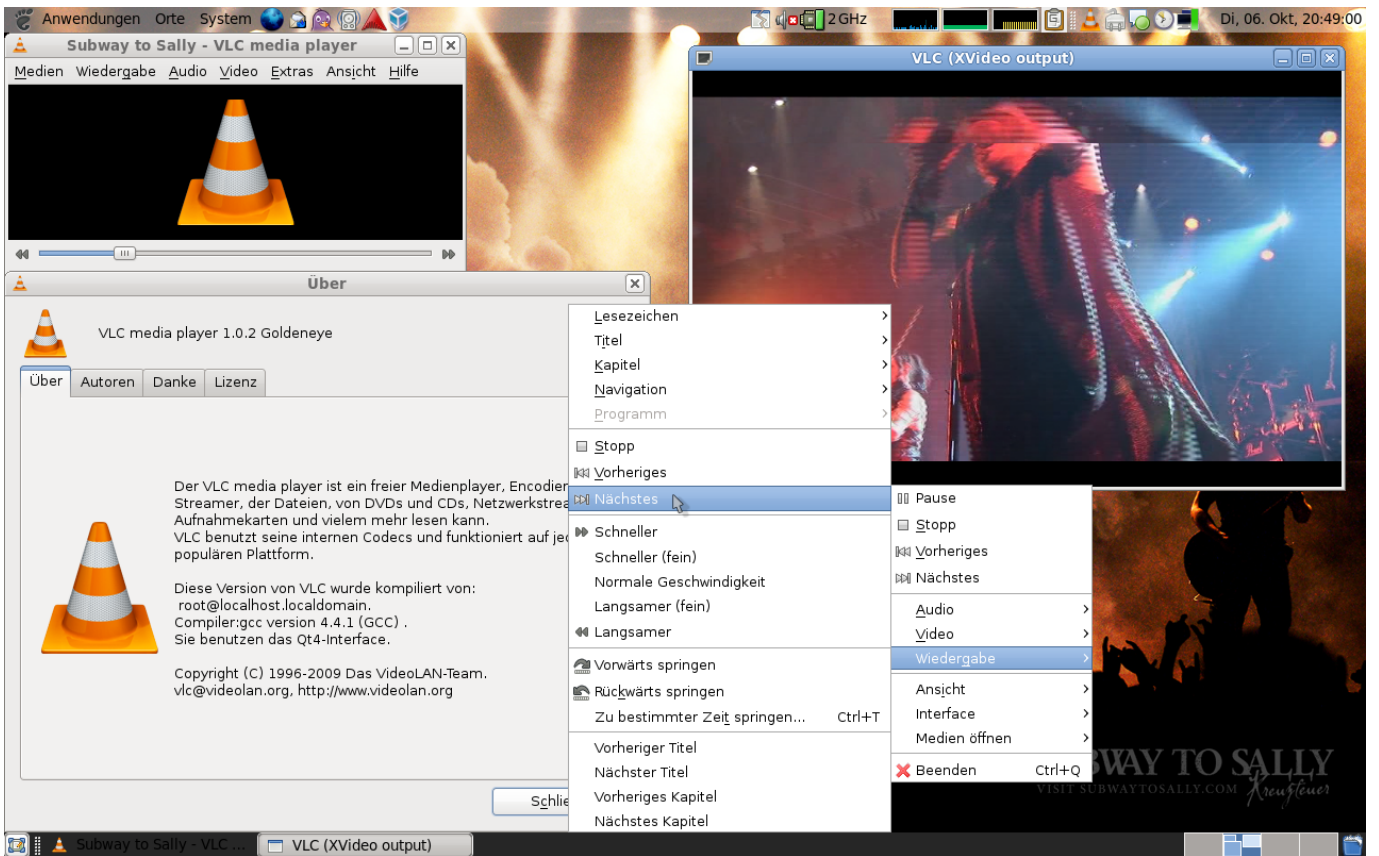 Anwendungen Orte System
2 GHz
Di, 06. Okt, 20:49:00
Subway to Sally - VLC media player
Medien Wiedergabe Audio Video Extras Ansicht Hilfe
VLC (XVideo output)
Über
VLC media player 1.0.2 Goldeneye
Über Autoren Danke Lizenz
Der VLC media player ist ein freier Medienplayer, Encodier
Streamer, der Dateien, von DVDs und CDs, Netzwerkstrea
Aufnahmekarten und vielem mehr lesen kann.
VLC benutzt seine internen Codecs und funktioniert auf jed
populären Plattform.
Diese Version von VLC wurde kompiliert von:
root@localhost.localdomain.
Compiler:gcc version 4.4.1 (GCC) .
Sie benutzen das Qt4-Interface.
Copyright (C) 1996-2009 Das VideoLAN-Team.
vlc@videolan.org, http://www.videolan.org
Schlie
Lesezeichen
Titel
Kapitel
Navigation
Programm
Stopp
Vorheriges
Nächstes
Schneller
Schneller (fein)
Normale Geschwindigkeit
Langsamer (fein)
Langsamer
Vorwärts springen
Rückwärts springen
Zu bestimmter Zeit springen... Ctrl+T
Vorheriger Titel
Nächster Titel
Vorheriges Kapitel
Nächstes Kapitel
Pause
Stopp
Vorheriges
Nächstes
Audio
Video
Wiedergabe
Ansicht
Interface
Medien öffnen
Beenden Ctrl+Q
BWAY TO SALLY
VISIT SUBWAYTOSALLY.COM Kreuzfeuer
Subway to Sally - VLC ...
VLC (XVideo output)